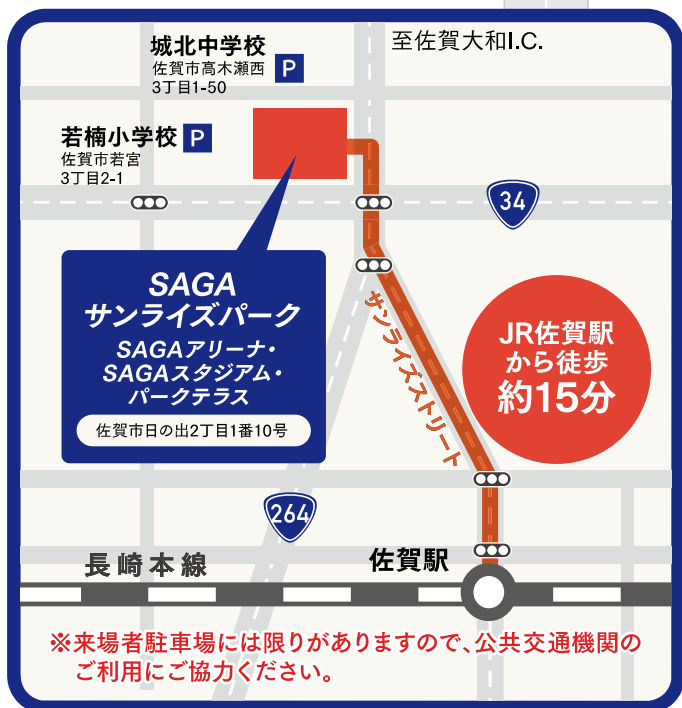 至佐賀大和I.C.
城北中学校
佐賀市高木瀬西
3丁目1-50
P
若楠小学校
P
佐賀市若宮
3丁目2-1
34
SAGA
サンライズパーク
SAGAアリーナ・
SAGAスタジアム・
パークテラス
佐賀市日の出2丁目1番10号
サンライズストリート
JR佐賀駅
から徒歩
約15分
264
長崎本線
佐賀駅
※来場者駐車場には限りがありますので、公共交通機関の
ご利用にご協力ください。